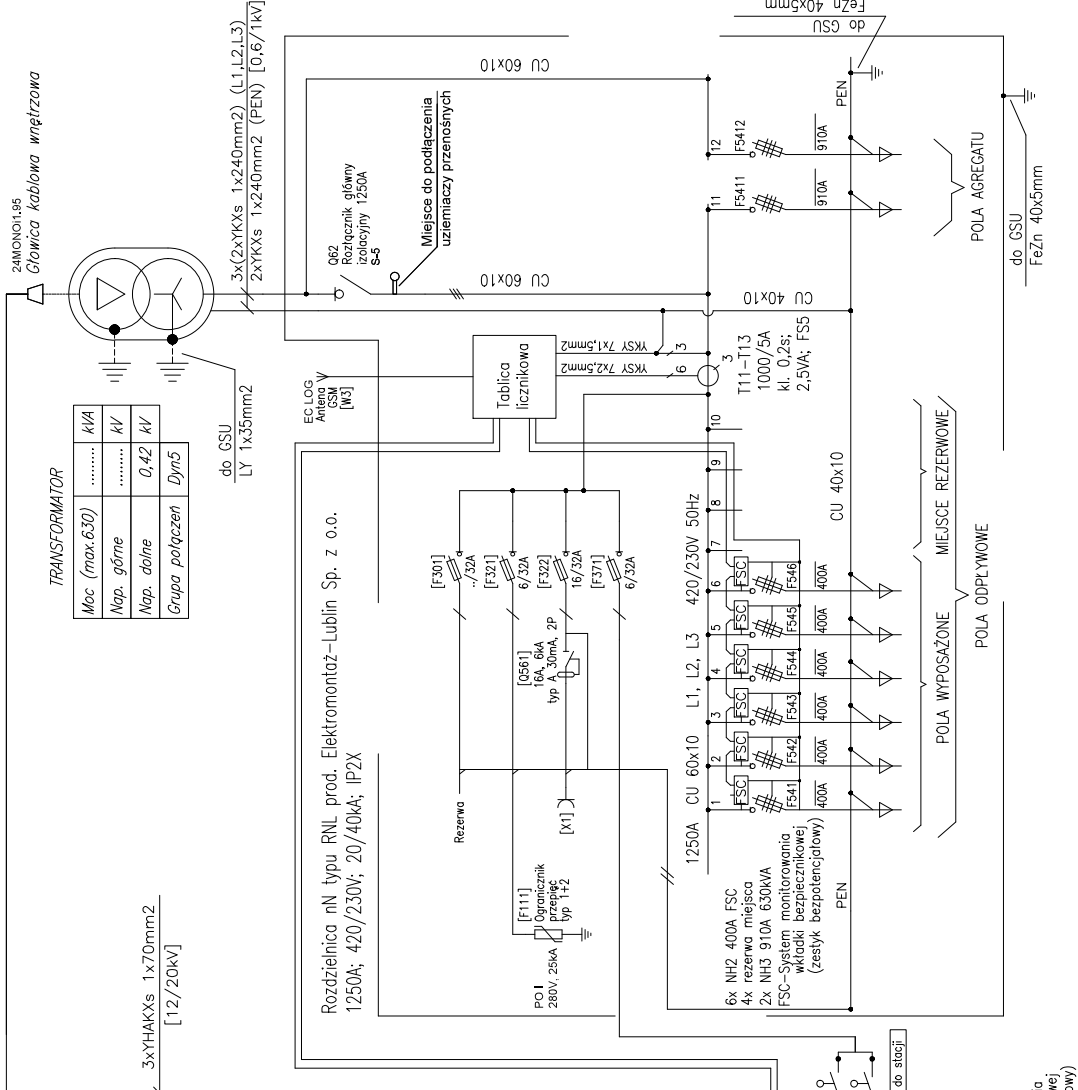 24MONOI1.95
Głowica kablowa wnętrzowa
3x(2xYKXs 1x240mm2) (L1,L2,L3)
2xYKXs 1x240mm2 (PEN) [0,6/1kV]
do GSU
FeZn 40x5mm
CU 60x10
Miejsce do podłączenia
uziemiaczy przenośnych
Q62
Rozłącznik główny
izolacyjny 1250A
S-5
CU 60x10
CU 40x10
PEN
12
F5412
910A
11
F5411
910A
POLA AGREGATU
do GSU
FeZn 40x5mm
TRANSFORMATOR
Moc (max.630) ......... kVA
Nap. górne ......... kV
Nap. dolne 0,42 kV
Grupa połączeń Dyn5
do GSU
LY 1x35mm2
EC LOG
Antena
GSM
[W3]
Tablica
licznikowa
YKSY 7x1,5mm2
3
YKSY 7x2,5mm2
6
3
T11-T13
1000/5A
kl. 0,2s;
2,5VA; FS5
Rozdzielnica nN typu RNL prod. Elektromontaż-Lublin Sp. z o.o.
1250A; 420/230V; 20/40kA; IP2X
[F301]
../32A
[F321]
6/32A
[F322]
16/32A
[F371]
6/32A
[Q561]
16A, 6kA
typ A, 30mA, 2P
Rezerwa
[X1]
[F111]
Ogranicznik
przepięć
typ 1+2
PO I
280V, 25kA
1250A CU 60x10 L1, L2, L3 420/230V 50Hz
10
9
8
7
6
FSC
F546
400A
5
FSC
F545
400A
4
FSC
F544
400A
3
FSC
F543
400A
2
FSC
F542
400A
1
FSC
F541
400A
CU 40x10
PEN
MIEJSCE REZERWOWE
POLA WYPOSAŻONE
POLA ODPŁYWOWE
6x NH2 400A FSC
4x rezerwa miejsca
2x NH3 910A 630kVA
FSC-System monitorowania
wkładki bezpiecznikowej
(zestyk bezpotencjałowy)
3xYHAKXs 1x70mm2
[12/20kV]
do stacji